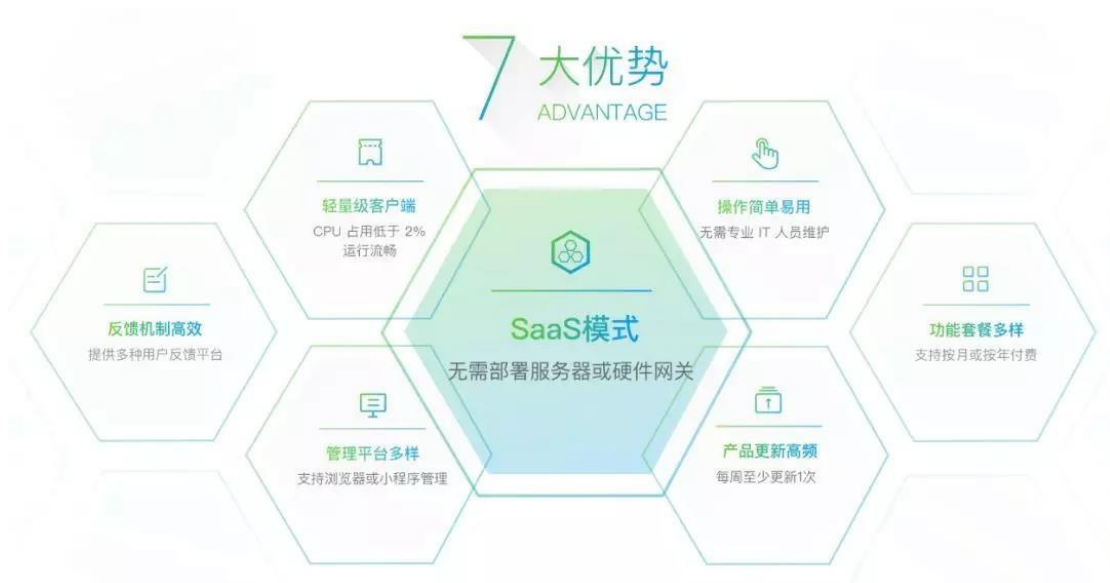 7
大优势
ADVANTAGE
轻量级客户端
CPU 占用低于 2%
运行流畅
操作简单易用
无需专业 IT 人员维护
反馈机制高效
提供多种用户反馈平台
SaaS模式
无需部署服务器或硬件网关
功能套餐多样
支持按月或按年付费
管理平台多样
支持浏览器或小程序管理
产品更新高频
每周至少更新1次